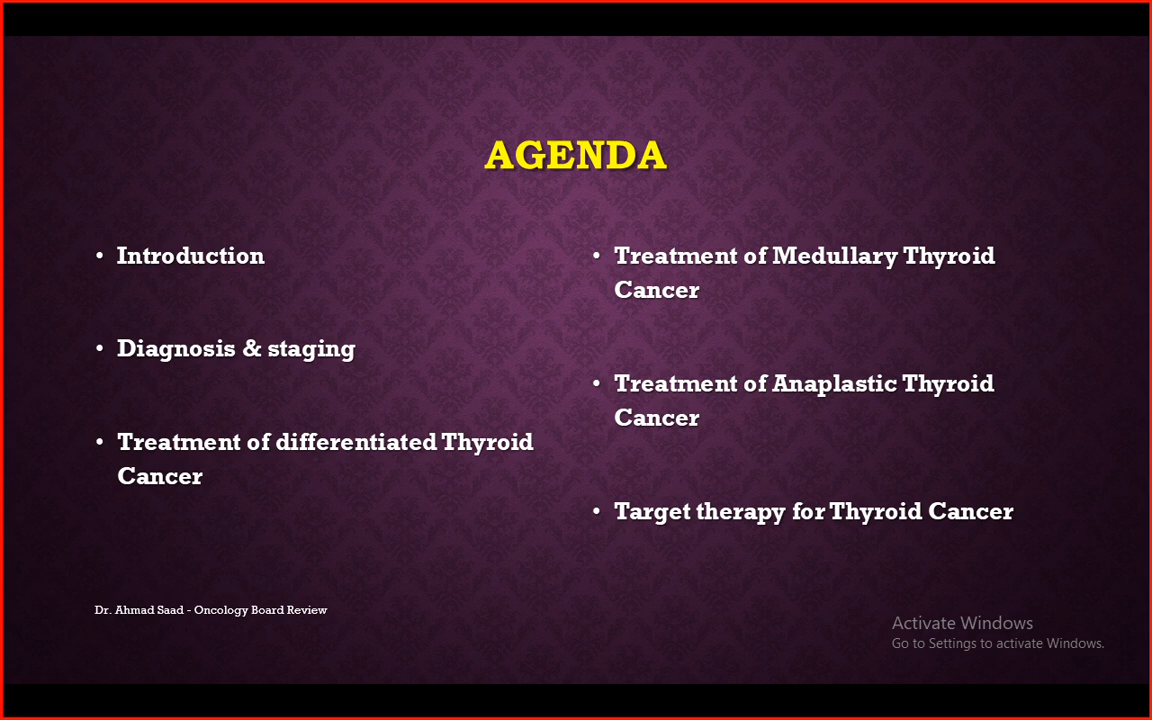 AGENDA
• Introduction
• Diagnosis & staging
• Treatment of differentiated Thyroid
Cancer
• Treatment of Medullary Thyroid
Cancer
• Treatment of Anaplastic Thyroid
Cancer
• Target therapy for Thyroid Cancer
Dr. Ahmad Saad - Oncology Board Review
Activate Windows
Go to Settings to activate Windows.